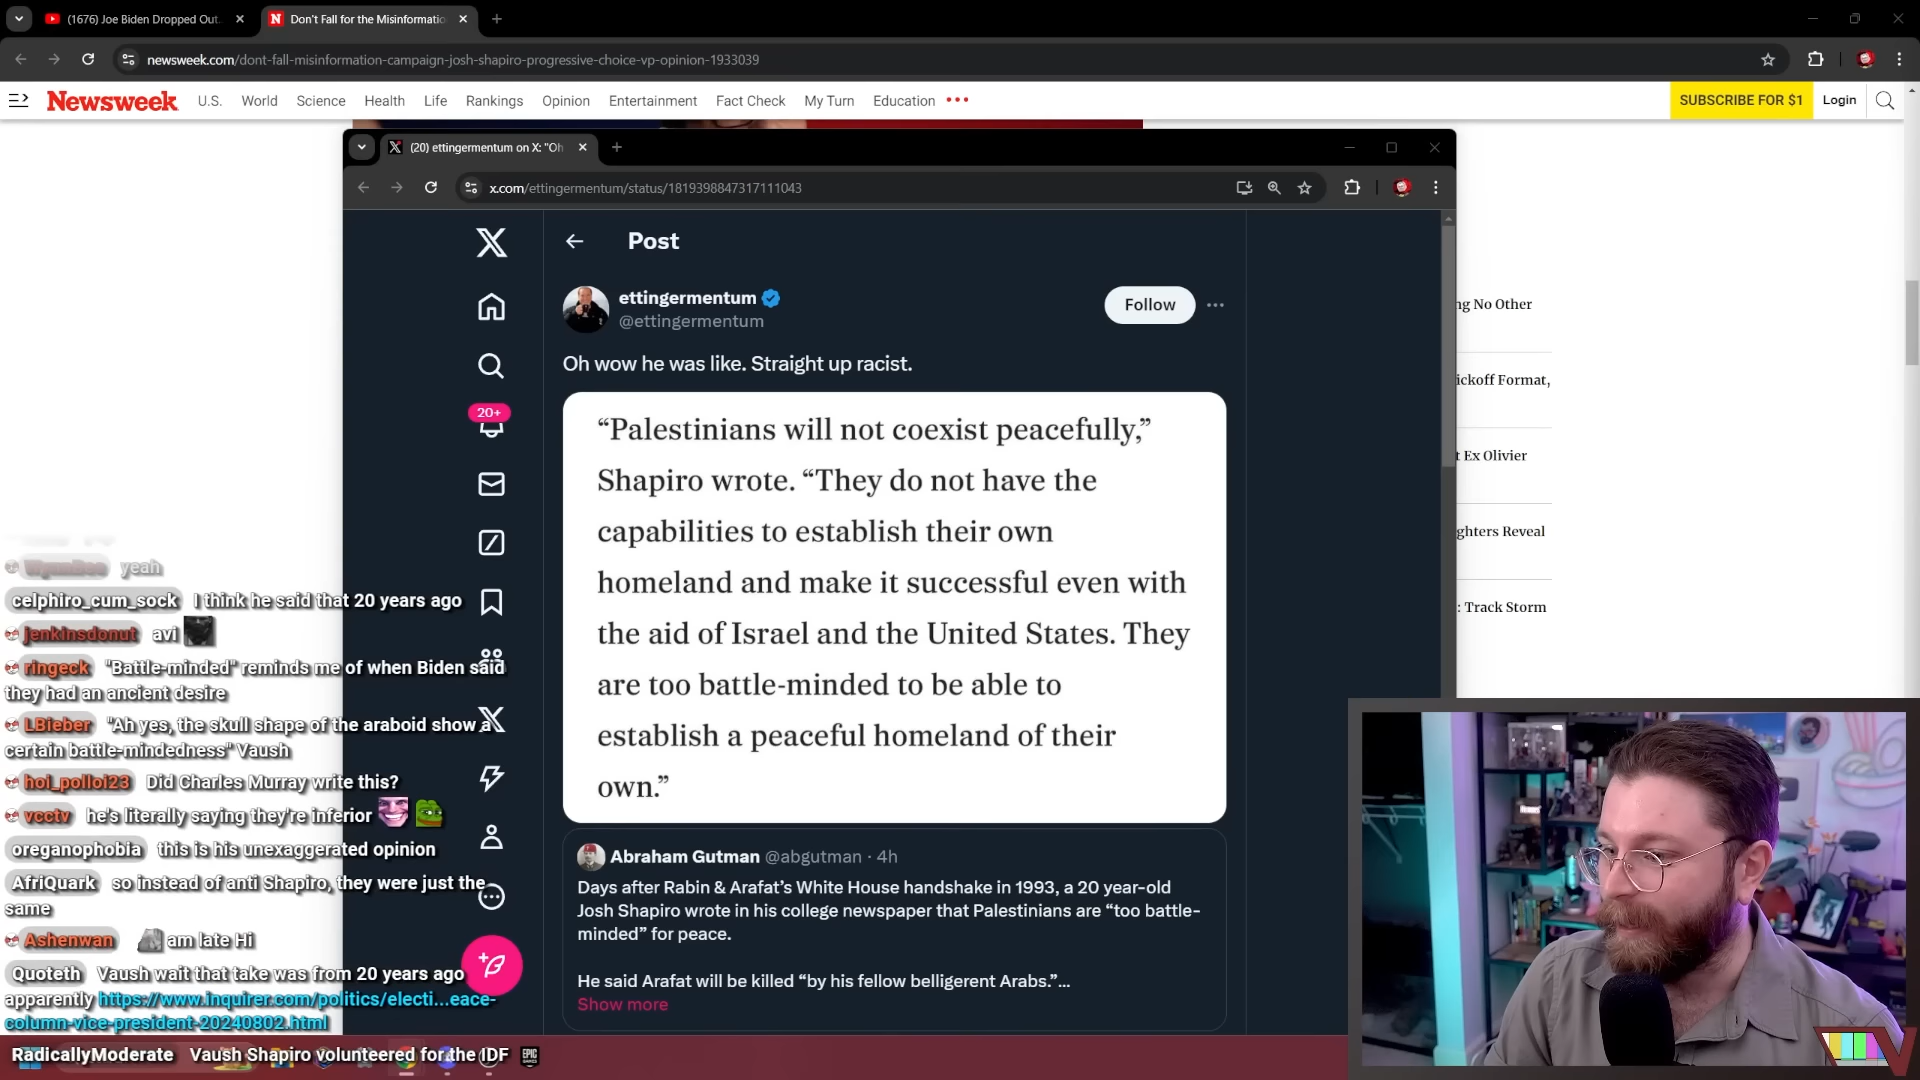 (1676) Joe Biden Dropped Out
Don't Fall for the Misinformatio
newsweek.com/dont-fall-misinformation-campaign-josh-shapiro-progressive-choice-vp-opinion-1933039
Newsweek U.S. World Science Health Life Rankings Opinion Entertainment Fact Check My Turn Education SUBSCRIBE FOR $1 Login
(20) ettingermentum on X: "Oh
x.com/ettingermentum/status/1819398847317111043
Post
ettingermentum
@ettingermentum
Follow
Oh wow he was like. Straight up racist.
20+
“Palestinians will not coexist peacefully,”
Shapiro wrote. “They do not have the
capabilities to establish their own
homeland and make it successful even with
the aid of Israel and the United States. They
are too battle-minded to be able to
establish a peaceful homeland of their
own.”
Abraham Gutman @abgutman · 4h
Days after Rabin & Arafat’s White House handshake in 1993, a 20 year-old
Josh Shapiro wrote in his college newspaper that Palestinians are “too battle-
minded” for peace.
He said Arafat will be killed “by his fellow belligerent Arabs.”...
Show more
ng No Other
ickoff Format,
t Ex Olivier
ghters Reveal
: Track Storm
yeah
celphiro_cum_sock I think he said that 20 years ago
jenkinsdonut avi
ringeck "Battle-minded" reminds me of when Biden said
they had an ancient desire
LBieber "Ah yes, the skull shape of the araboid show a
certain battle-mindedness" Vaush
hoi_polloi23 Did Charles Murray write this?
vcctv he's literally saying they're inferior
oreganophobia this is his unexaggerated opinion
AfriQuark so instead of anti Shapiro, they were just the
same
Ashenwan am late Hi
Quoteth Vaush wait that take was from 20 years ago
apparently https://www.inquirer.com/politics/electi...eace-
column-vice-president-20240802.html
RadicallyModerate Vaush Shapiro volunteered for the IDF
EPIC